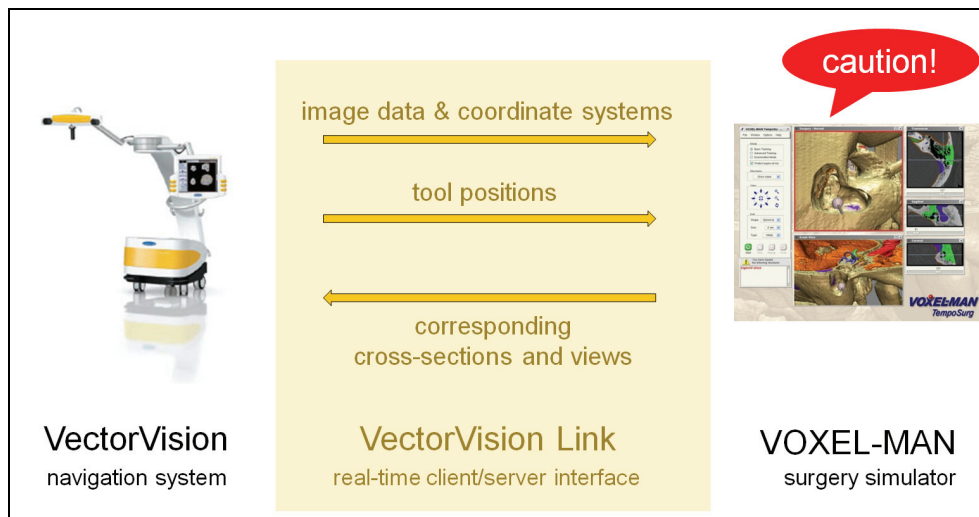 caution!
image data & coordinate systems
tool positions
corresponding
cross-sections and views
VOXEL-MAN
TempoSurg
VectorVision
navigation system
VectorVision Link
real-time client/server interface
VOXEL-MAN
surgery simulator